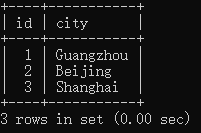 +----+-----------+
| id | city      |
+----+-----------+
|  1 | Guangzhou |
|  2 | Beijing   |
|  3 | Shanghai  |
+----+-----------+
3 rows in set (0.00 sec)